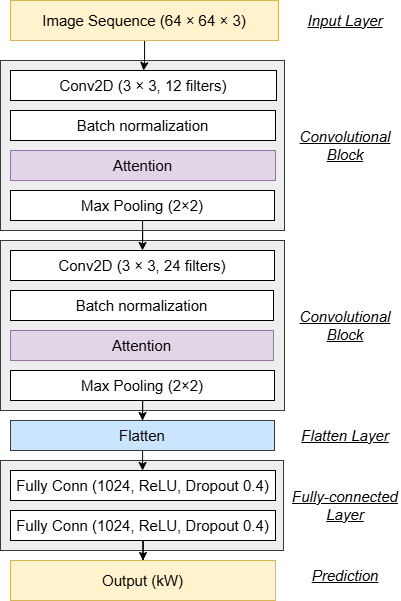 Image Sequence (64 × 64 × 3)
Input Layer
Conv2D (3 × 3, 12 filters)
Batch normalization
Attention
Max Pooling (2×2)
Convolutional
Block
Conv2D (3 × 3, 24 filters)
Batch normalization
Attention
Max Pooling (2×2)
Convolutional
Block
Flatten
Flatten Layer
Fully Conn (1024, ReLU, Dropout 0.4)
Fully Conn (1024, ReLU, Dropout 0.4)
Fully-connected
Layer
Output (kW)
Prediction